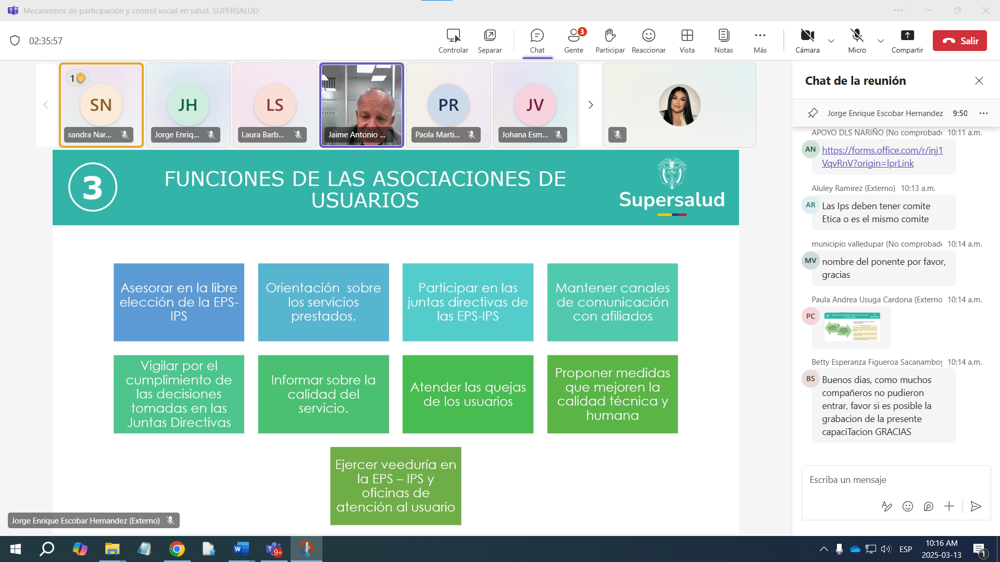 Mecanismos de participación y control social en salud. SUPERSALUD
02:35:57
Controlar
Separar
Chat
3
Gente
Participar
Reaccionar
Vista
Notas
Más
Cámara
Micro
Compartir
Salir
1
SN
sandra Nar...
JH
Jorge Enriq...
LS
Laura Barb...
Jaime Antonio ...
PR
Paola Marti...
JV
Johana Esm...
3
FUNCIONES DE LAS ASOCIACIONES DE
USUARIOS
Supersalud
Asesorar en la libre
elección de la EPS-
IPS
Orientación sobre
los servicios
prestados.
Participar en las
juntas directivas de
las EPS-IPS
Mantener canales
de comunicación
con afiliados
Vigilar por el
cumplimiento de
las decisiones
tomadas en las
Juntas Directivas
Informar sobre la
calidad del
servicio.
Atender las quejas
de los usuarios
Proponer medidas
que mejoren la
calidad técnica y
humana
Ejercer veeduría en
la EPS – IPS y
oficinas de
atención al usuario
Jorge Enrique Escobar Hernandez (Externo)
Chat de la reunión
Jorge Enrique Escobar Hernandez 9:50
APOYO DLS NARIÑO (No comprobado 10:11 a.m.
AN
https://forms.office.com/r/inj1
VqvRnV?origin=lprLink
Aluley Ramirez (Externo) 10:13 a.m.
AR
Las Ips deben tener comite
Etica o es el mismo comite
municipio valledupar (No comprobado 10:14 a.m.
MV
nombre del ponente por favor,
gracias
Paula Andrea Usuga Cardona (Externo 10:14 a.m.
PC
Betty Esperanza Figueroa Sacanamboy 10:14 a.m.
BS
Buenos dias, como muchos
compañeros no pudieron
entrar, favor si es posible la
grabacion de la presente
capaciTacion GRACIAS
Escriba un mensaje
9+
ESP
10:16 AM
2025-03-13
1